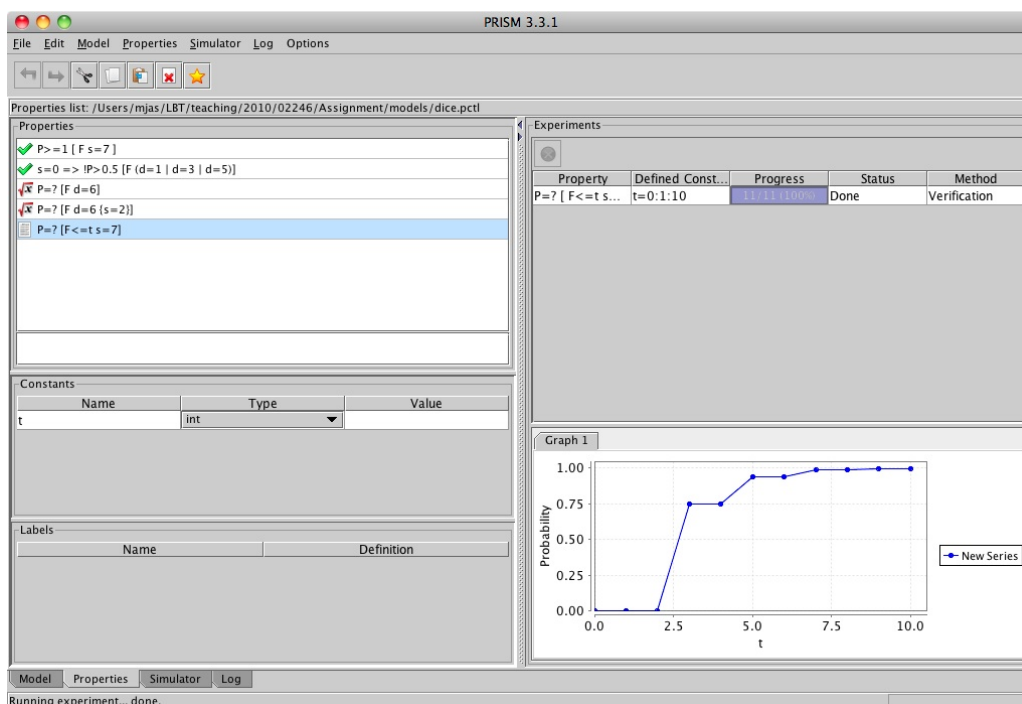 PRISM 3.3.1
File Edit Model Properties Simulator Log Options
Properties list: /Users/mjas/LBT/teaching/2010/02246/Assignment/models/dice.pctl
Properties
P>=1 [ F s=7 ]
s=0 => !P>0.5 [F (d=1 | d=3 | d=5)]
P=? [F d=6]
P=? [F d=6 {s=2}]
P=? [F<=t s=7]
Constants
Name Type Value
t int
Labels
Name Definition
Experiments
Property Defined Const... Progress Status Method
P=? [ F<=t s... t=0:1:10 11/11 (100%) Done Verification
Graph 1
1.00
0.75
0.50
0.25
0.00
Probability
0.0 2.5 5.0 7.5 10.0
t
New Series
Model Properties Simulator Log
Running experiment... done.